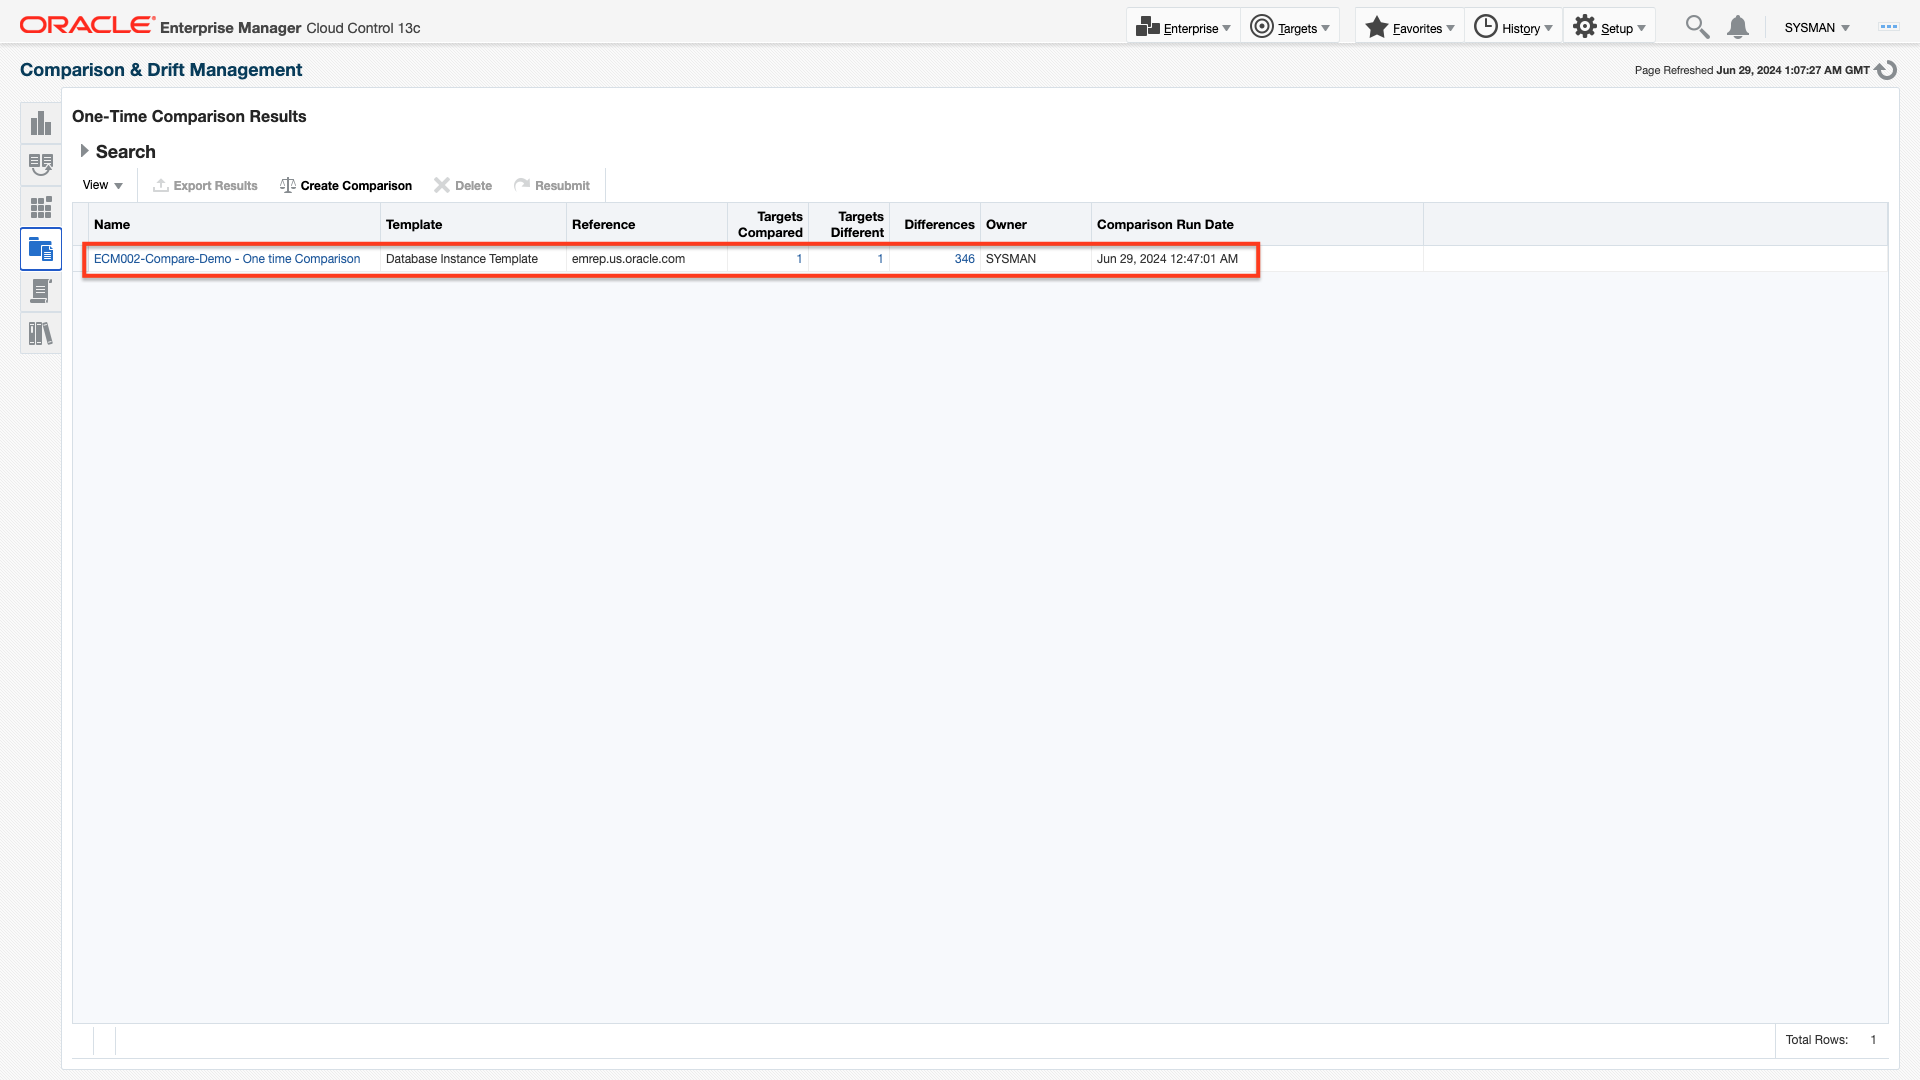 ORACLE Enterprise Manager Cloud Control 13c Enterprise Targets Favorites History Setup SYSMAN
Comparison & Drift Management
Page Refreshed Jun 29, 2024 1:07:27 AM GMT
One-Time Comparison Results
Search
View Export Results Create Comparison Delete Resubmit
Name Template Reference Targets Compared Targets Different Differences Owner Comparison Run Date
ECM002-Compare-Demo - One time Comparison Database Instance Template emrep.us.oracle.com 1 1 346 SYSMAN Jun 29, 2024 12:47:01 AM
Total Rows: 1